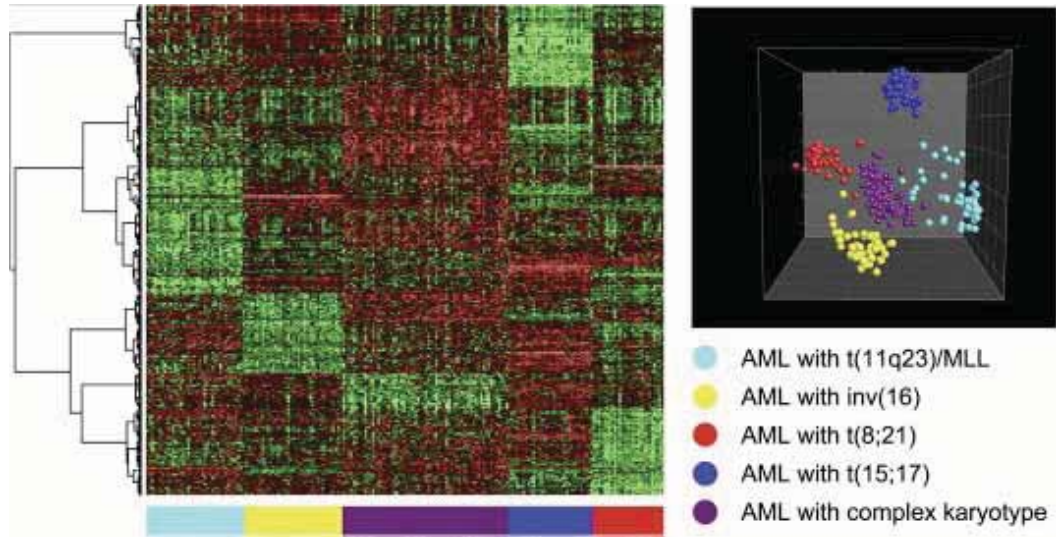 AML with t(11q23)/MLL
AML with inv(16)
AML with t(8;21)
AML with t(15;17)
AML with complex karyotype